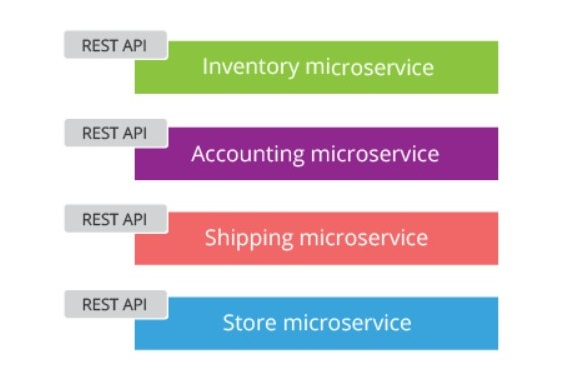 REST API
Inventory microservice
REST API
Accounting microservice
REST API
Shipping microservice
REST API
Store microservice